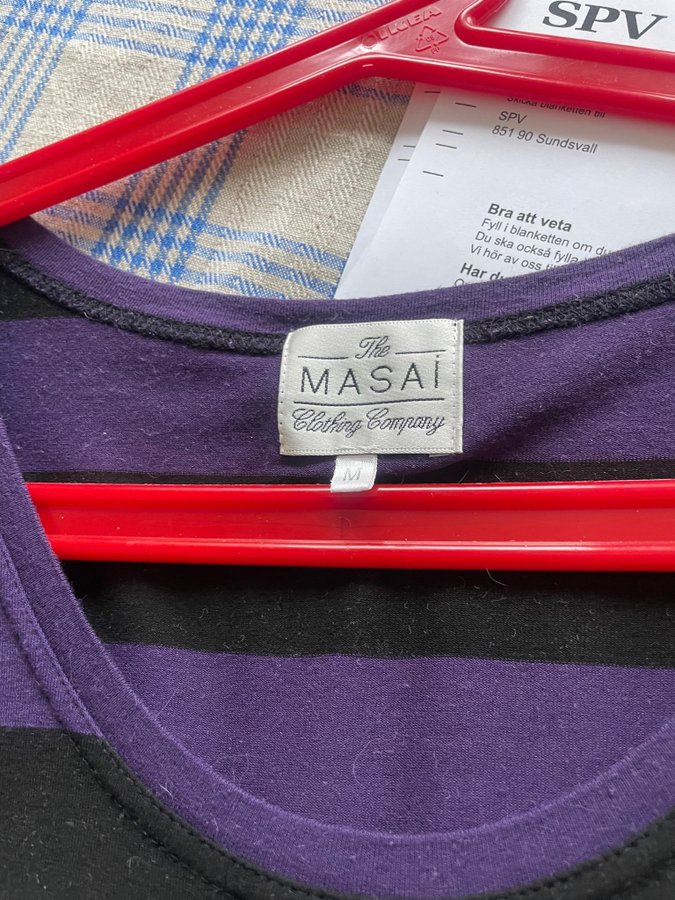 SPV
IKEA
Skicka blanketten till
SPV
851 90 Sundsvall
Bra att veta
Fyll i blanketten om du
Du ska också fylla
Vi hör av oss
Har du
The
MASAI
Clothing Company
M